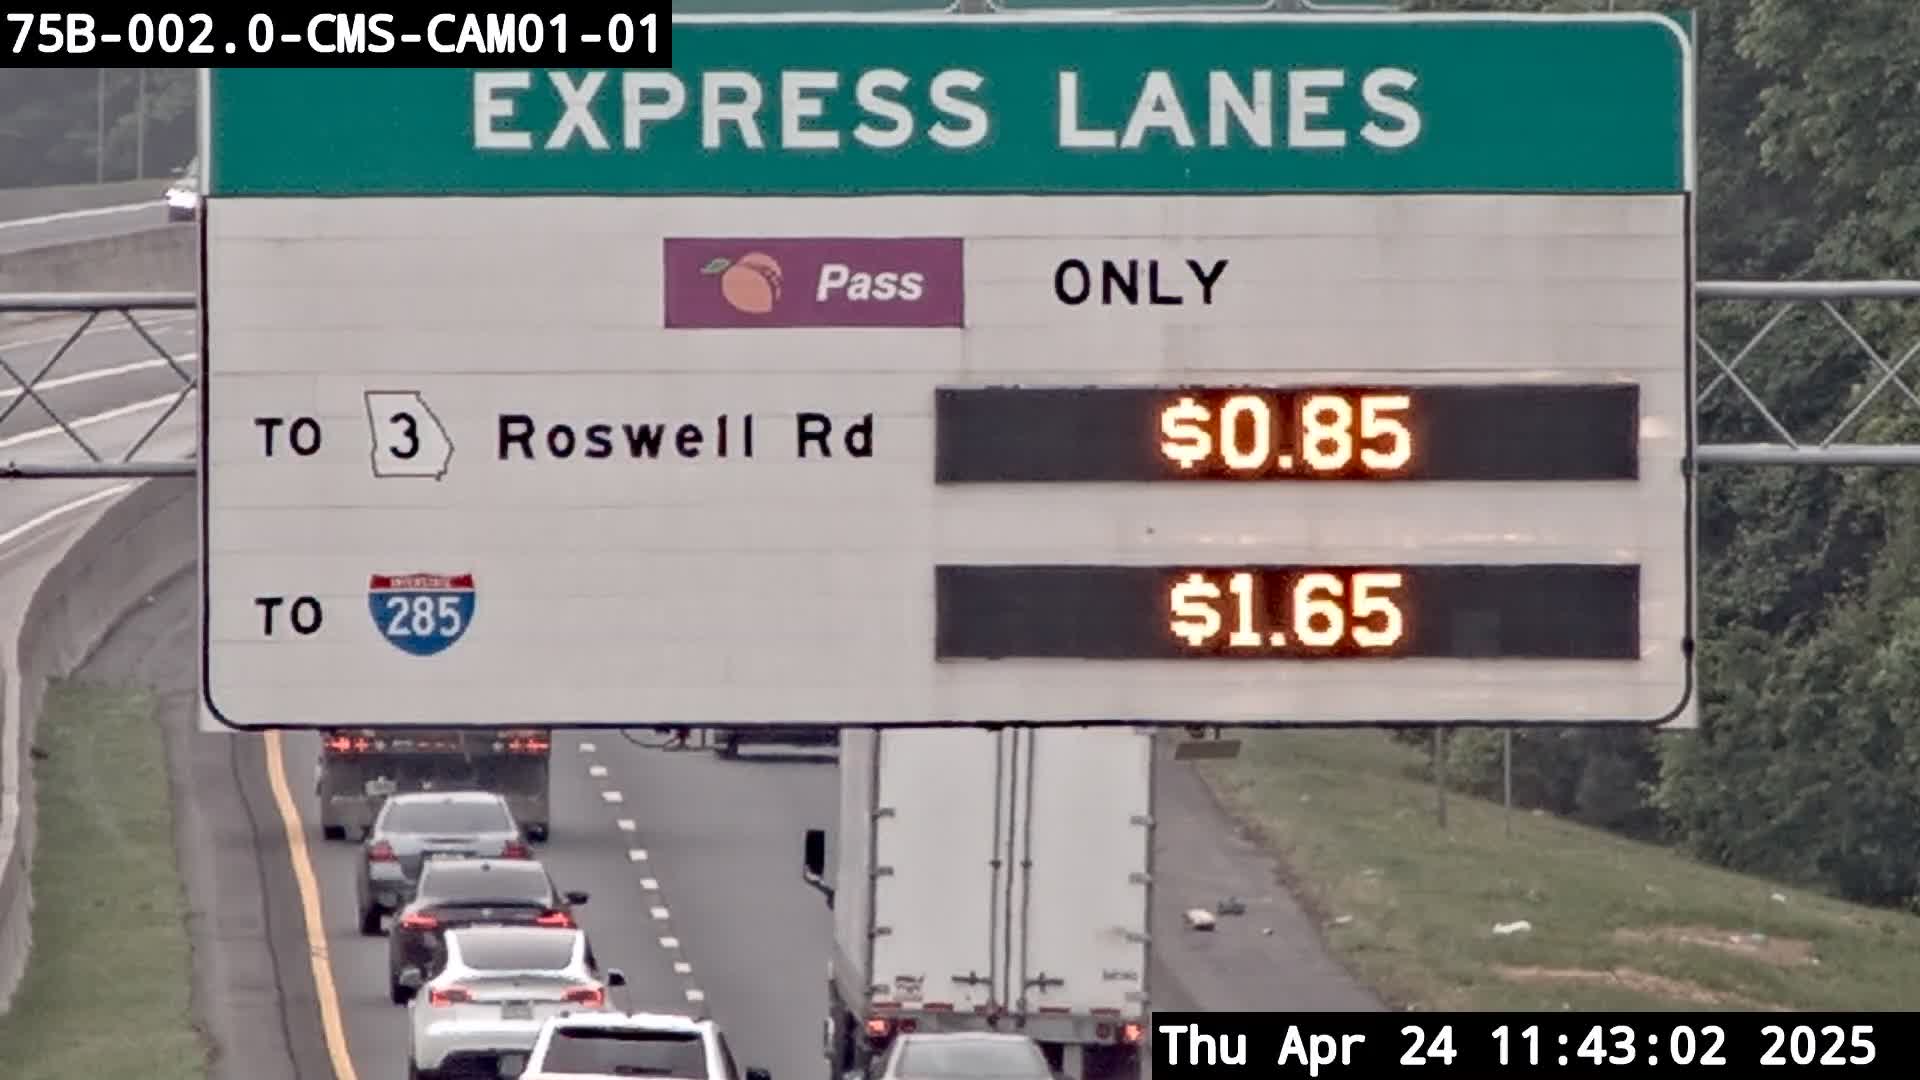 75B-002.0-CMS-CAM01-01
EXPRESS LANES
Pass ONLY
TO 3 Roswell Rd $0.85
TO INTERSTATE 285 $1.65
Thu Apr 24 11:43:02 2025